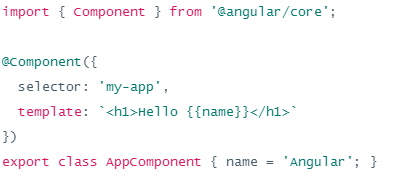 import { Component } from '@angular/core';
@Component({
selector: 'my-app',
template: `<h1>Hello {{name}}</h1>`
})
export class AppComponent { name = 'Angular'; }